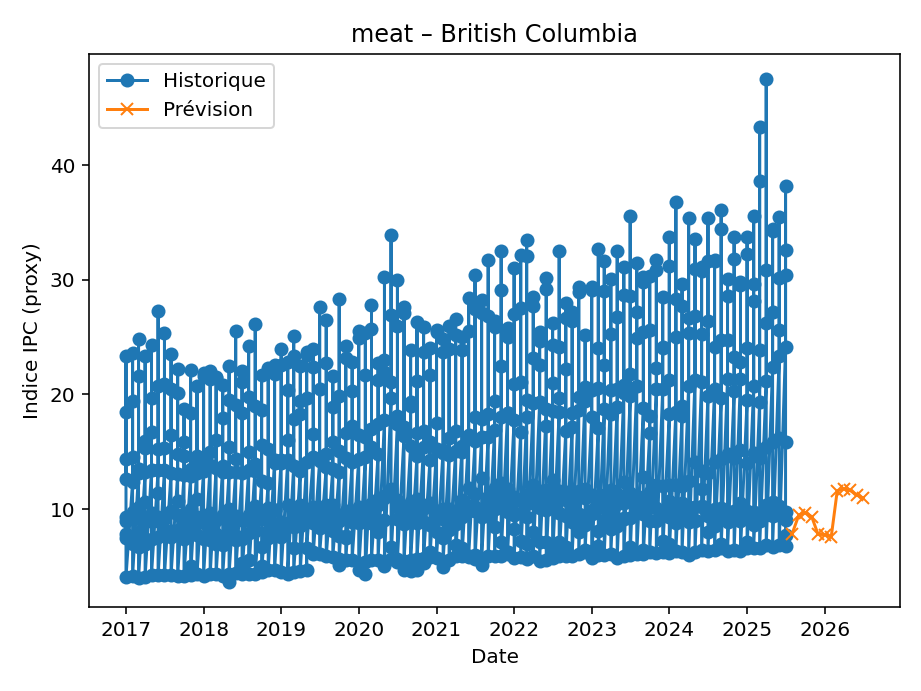 meat – British Columbia
Historique
Prévision
Indice IPC (proxy)
40
30
20
10
2017 2018 2019 2020 2021 2022 2023 2024 2025 2026
Date